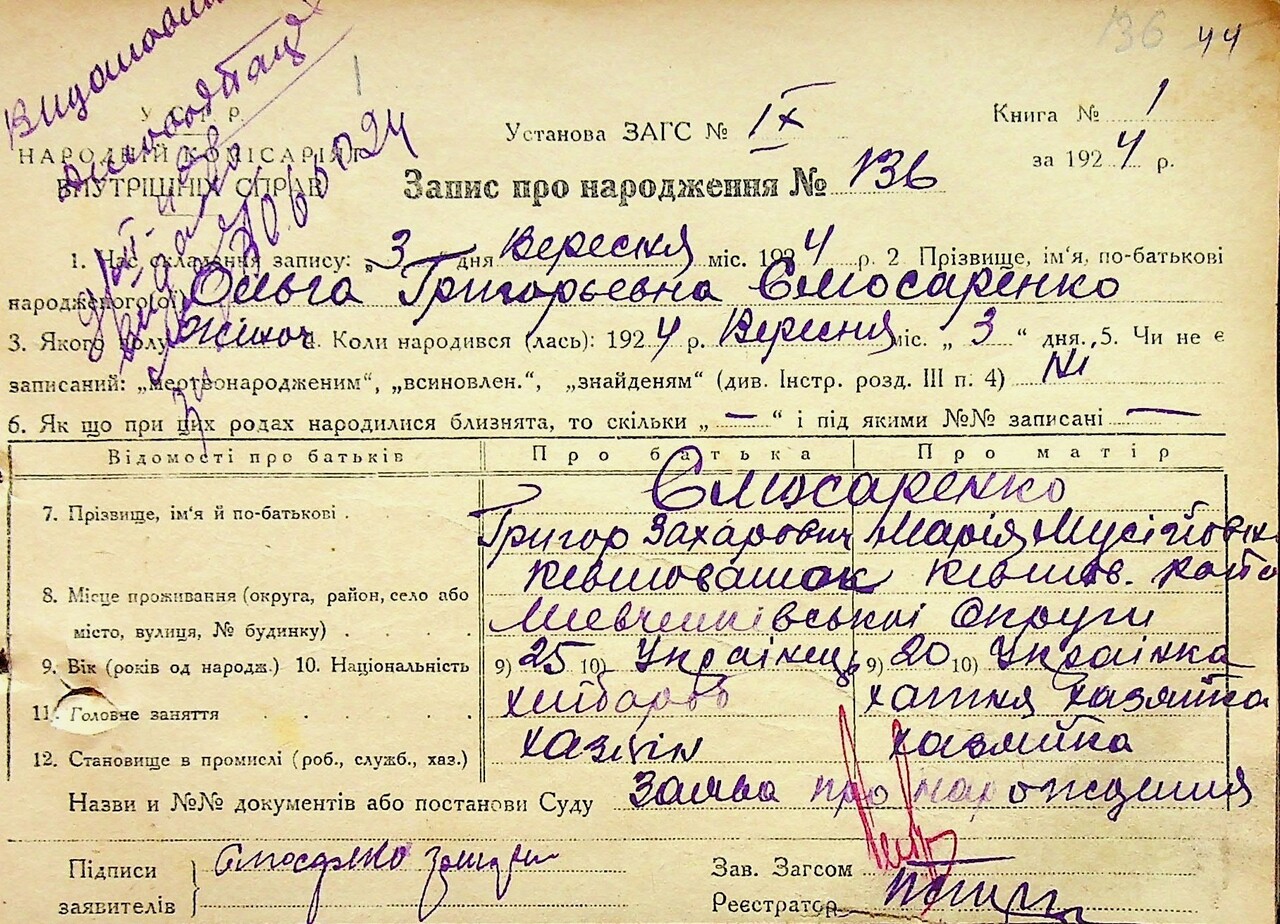 136 44
У С Р Р
НАРОДНІЙ КОМІСАРІЯТ
ВНУТРІШНІХ СПРАВ
Установа ЗАГС № IX
Книга № 1
за 1924 р.
Запис про народження № 136
1. Час складання запису: „3 дня Вересня міс. 1924 р. 2 Прізвище, ім'я, по-батькові
народженого(ої) Ольга Григорьевна Слюсаренко
3. Якого полу жіноч. Коли народився (лась): 1924 р. Вересня міс. „ 3 “ дня., 5. Чи не є
записаний: „мертвонародженим“, „всиновлен.“, „знайденям“ (див. Інстр. розд. III п. 4) Ні
6. Як що при цих родах народилися близнята, то скільки „ — “ і під якими №№ записані —
Відомості про батьків Про батька Про матір
Слюсаренко
7. Прізвище, ім'я й по-батькові . Григор Захарович Марія Мусійовна
8. Місце проживання (округа, район, село або
місто, вулиця, № будинку) . . . . Шевченківської Округи
9. Вік (років од народж.) 10. Національність 9) 25 10) Українець 9) 20 10) Українка
11. Головне заняття . . . . . хлібороб хатня хазяйка
12. Становище в промислі (роб., служб., хаз.) хазяїн хазяйка
Назви и №№ документів або постанови Суду Заява про народження
Підписи
заявителів
Зав. Загсом
Реєстратор